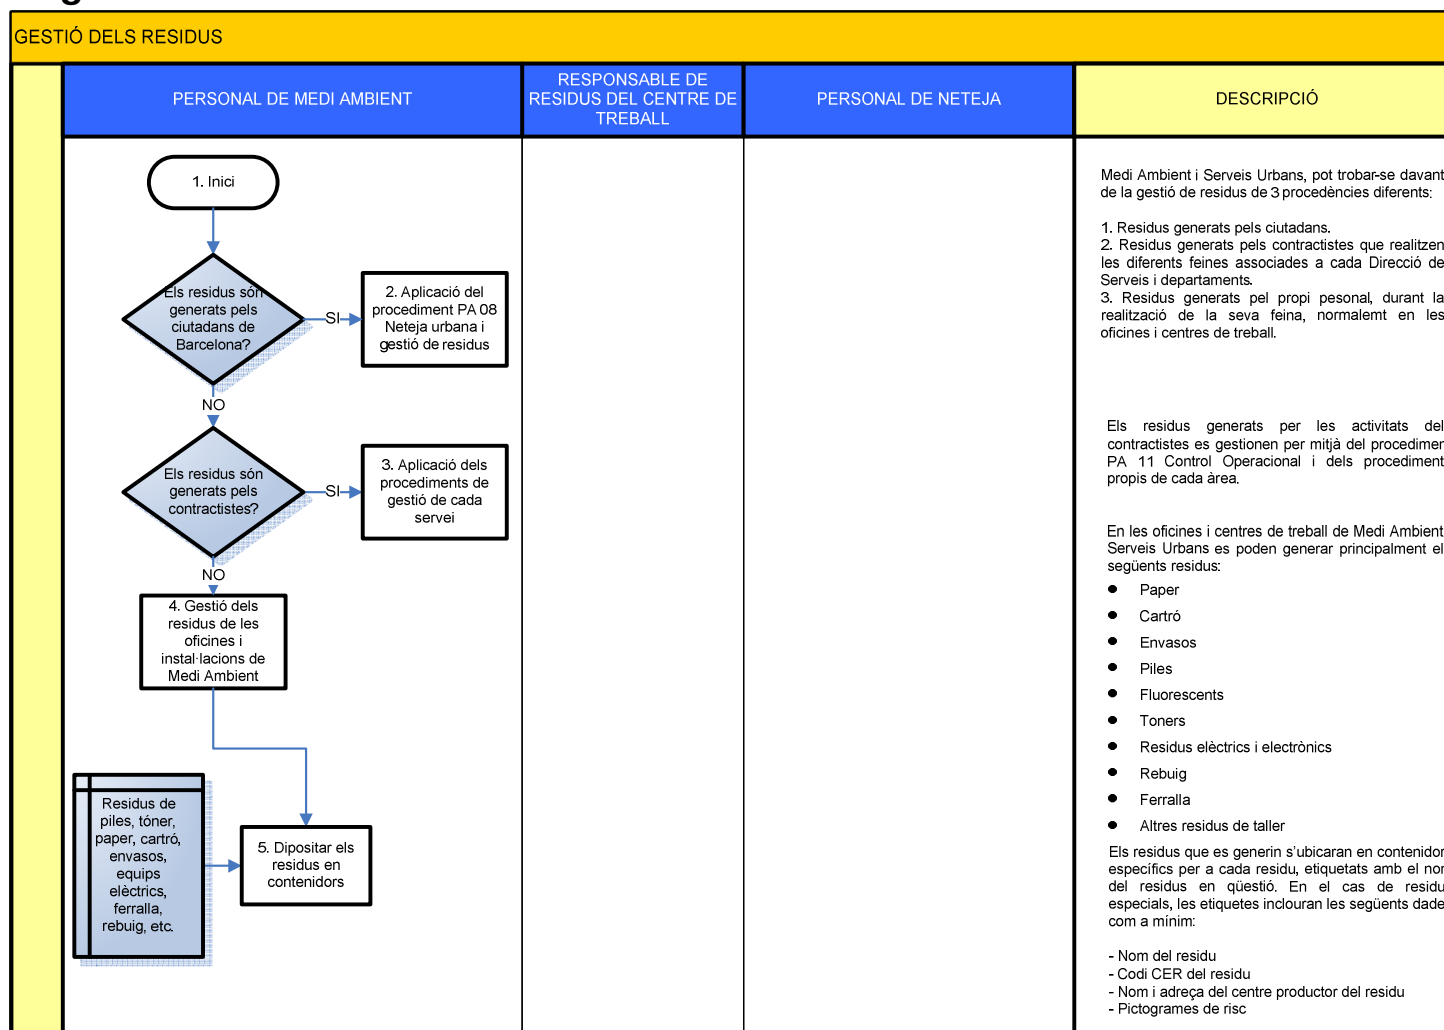 GESTIÓ DELS RESIDUS
PERSONAL DE MEDI AMBIENT
RESPONSABLE DE
RESIDUS DEL CENTRE DE
TREBALL
PERSONAL DE NETEJA
DESCRIPCIÓ
1. Inici
Els residus són
generats pels
ciutadans de
Barcelona?
SI
2. Aplicació del
procediment PA 08
Neteja urbana i
gestió de residus
NO
Els residus són
generats pels
contractistes?
SI
3. Aplicació dels
procediments de
gestió de cada
servei
NO
4. Gestió dels
residus de les
oficines i
instal·lacions de
Medi Ambient
Residus de
piles, tóner,
paper, cartró,
envasos,
equips
elèctrics,
ferralla,
rebuig, etc.
5. Dipositar els
residus en
contenidors
Medi Ambient i Serveis Urbans, pot trobar-se davant
de la gestió de residus de 3 procedències diferents:
1. Residus generats pels ciutadans.
2. Residus generats pels contractistes que realitzen
les diferents feines associades a cada Direcció de
Serveis i departaments.
3. Residus generats pel propi pesonal, durant la
realització de la seva feina, normalemt en les
oficines i centres de treball.
Els residus generats per les activitats del
contractistes es gestionen per mitjà del procedimer
PA 11 Control Operacional i dels procediment
propis de cada àrea.
En les oficines i centres de treball de Medi Ambient
Serveis Urbans es poden generar principalment el
següents residus:
● Paper
● Cartró
● Envasos
● Piles
● Fluorescents
● Toners
● Residus elèctrics i electrònics
● Rebuig
● Ferralla
● Altres residus de taller
Els residus que es generin s'ubicaran en contenidor
específics per a cada residu, etiquetats amb el nor
del residus en qüestió. En el cas de residu
especials, les etiquetes inclouran les següents dade
com a mínim:
- Nom del residu
- Codi CER del residu
- Nom i adreça del centre productor del residu
- Pictogrames de risc